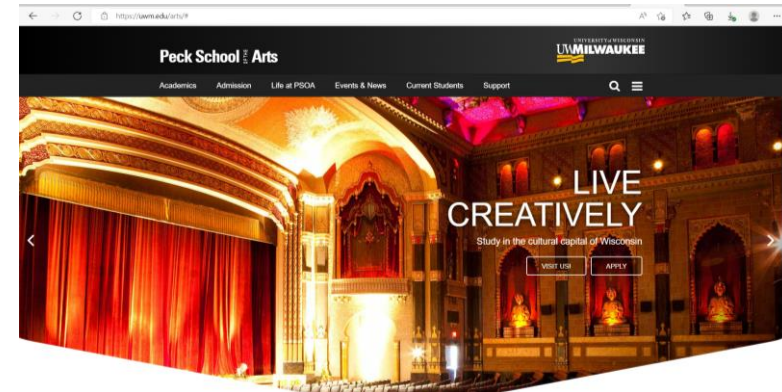 https://uwm.edu/arts/#
Peck School OF THE Arts
UNIVERSITY of WISCONSIN
UWMILWAUKEE
Academics Admission Life at PSOA Events & News Current Students Support
LIVE
CREATIVELY
Study in the cultural capital of Wisconsin
VISIT US! APPLY